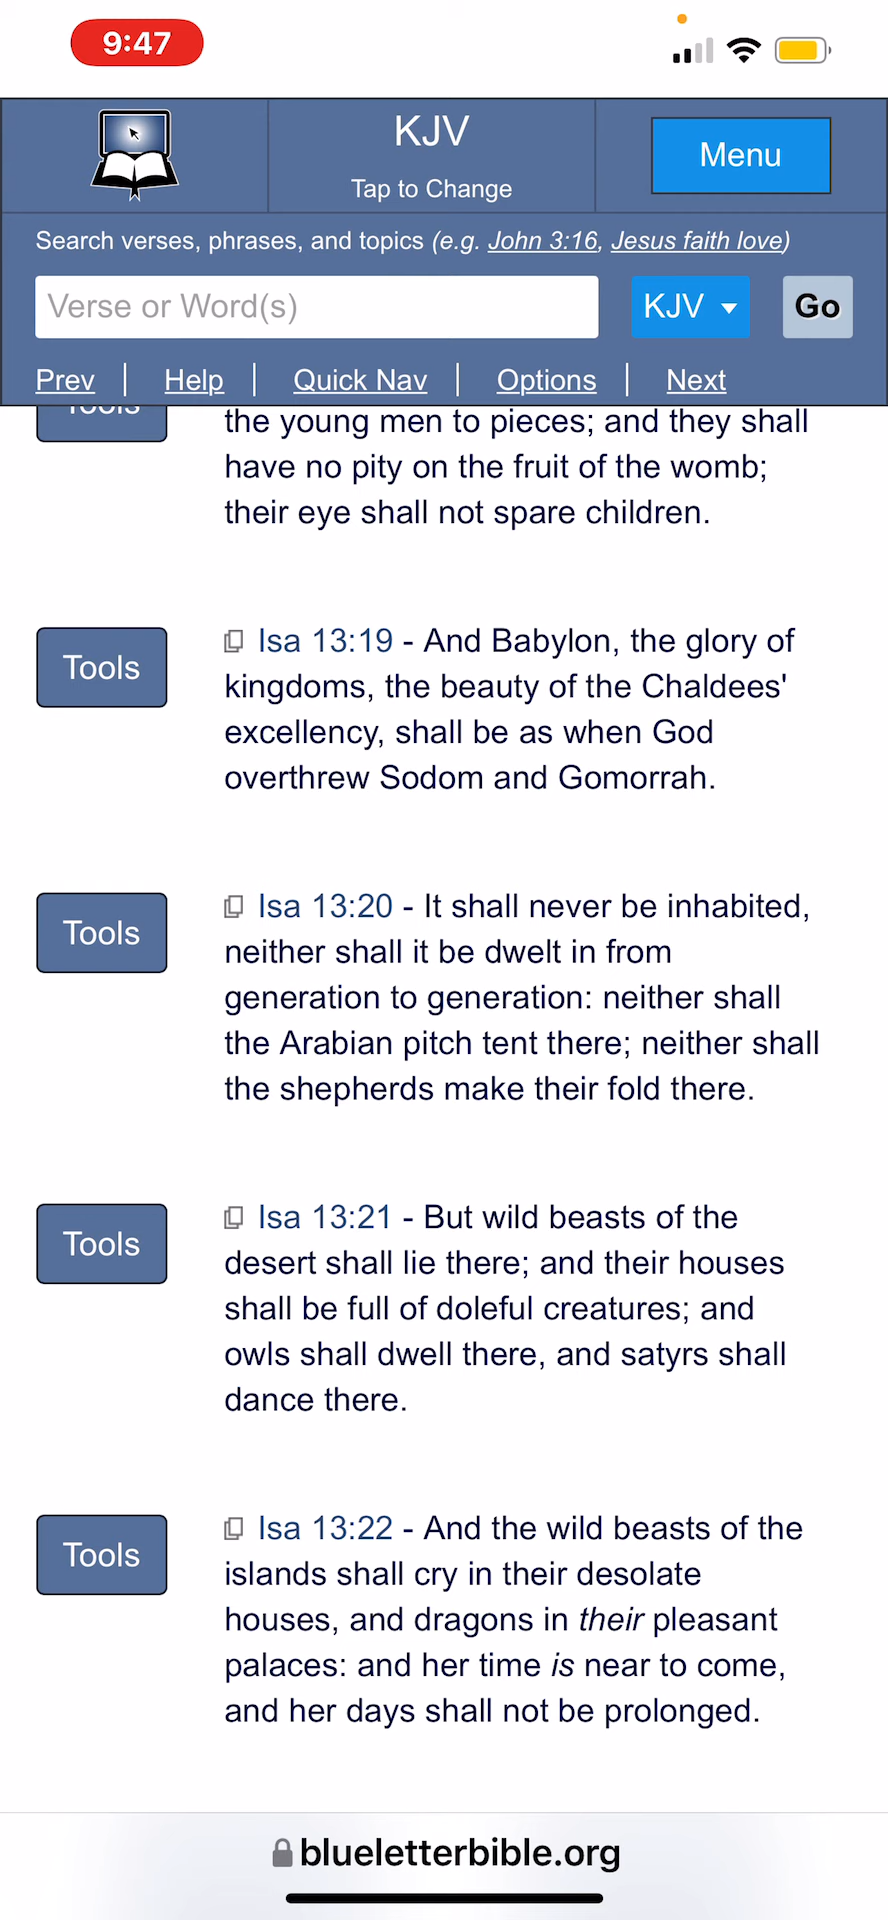 9:47
KJV
Tap to Change
Menu
Search verses, phrases, and topics (e.g. John 3:16, Jesus faith love)
Verse or Word(s)
KJV
Go
Prev | Help | Quick Nav | Options | Next
Tools
the young men to pieces; and they shall
have no pity on the fruit of the womb;
their eye shall not spare children.
Tools
Isa 13:19 - And Babylon, the glory of
kingdoms, the beauty of the Chaldees'
excellency, shall be as when God
overthrew Sodom and Gomorrah.
Tools
Isa 13:20 - It shall never be inhabited,
neither shall it be dwelt in from
generation to generation: neither shall
the Arabian pitch tent there; neither shall
the shepherds make their fold there.
Tools
Isa 13:21 - But wild beasts of the
desert shall lie there; and their houses
shall be full of doleful creatures; and
owls shall dwell there, and satyrs shall
dance there.
Tools
Isa 13:22 - And the wild beasts of the
islands shall cry in their desolate
houses, and dragons in their pleasant
palaces: and her time is near to come,
and her days shall not be prolonged.
blueletterbible.org